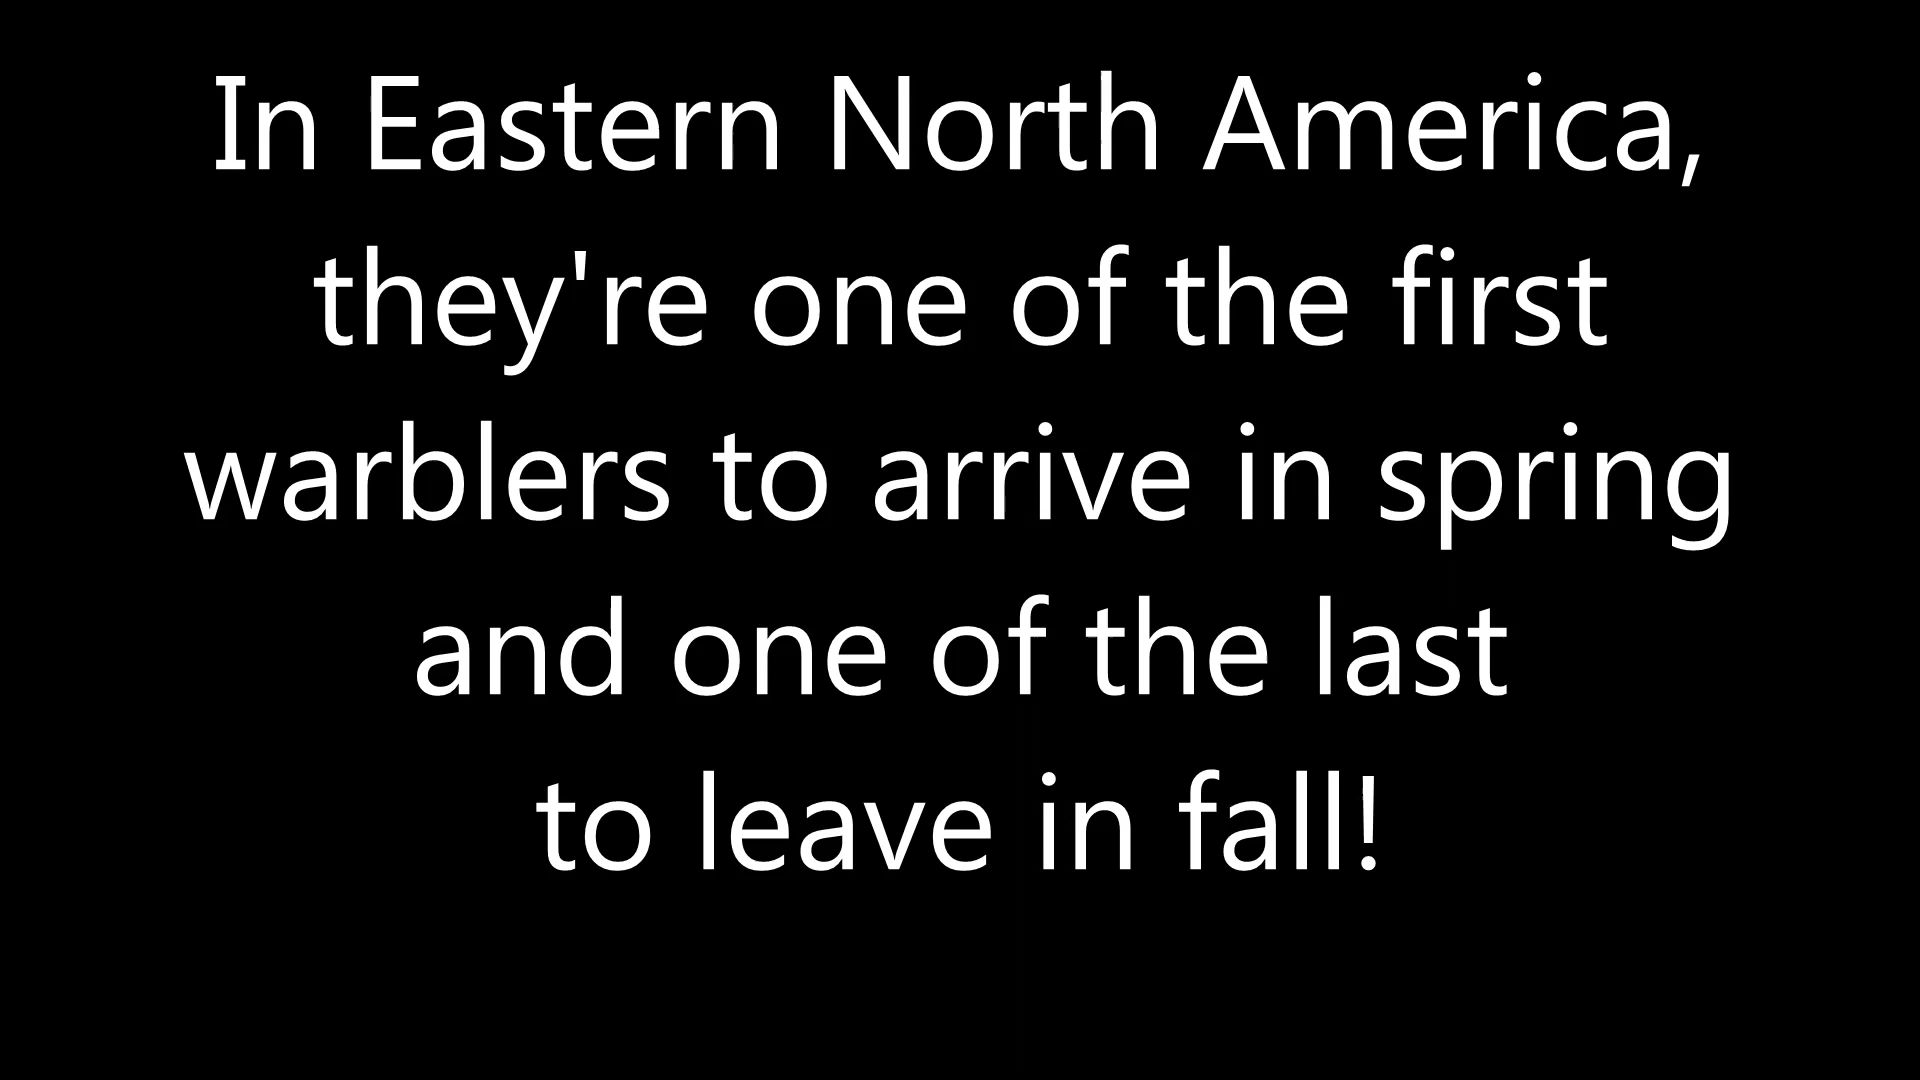 In Eastern North America,
they're one of the first
warblers to arrive in spring
and one of the last
to leave in fall!